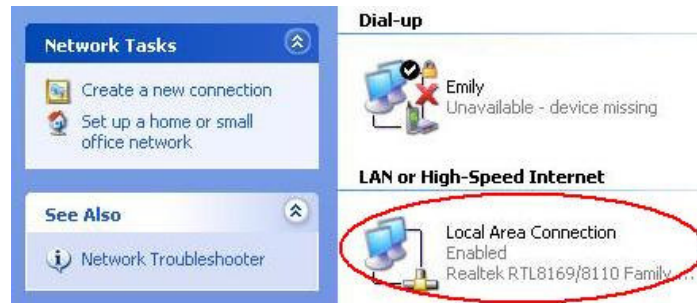 Network Tasks
Create a new connection
Set up a home or small
office network
See Also
Network Troubleshooter
Dial-up
Emily
Unavailable - device missing
LAN or High-Speed Internet
Local Area Connection
Enabled
Realtek RTL8169/8110 Family ...